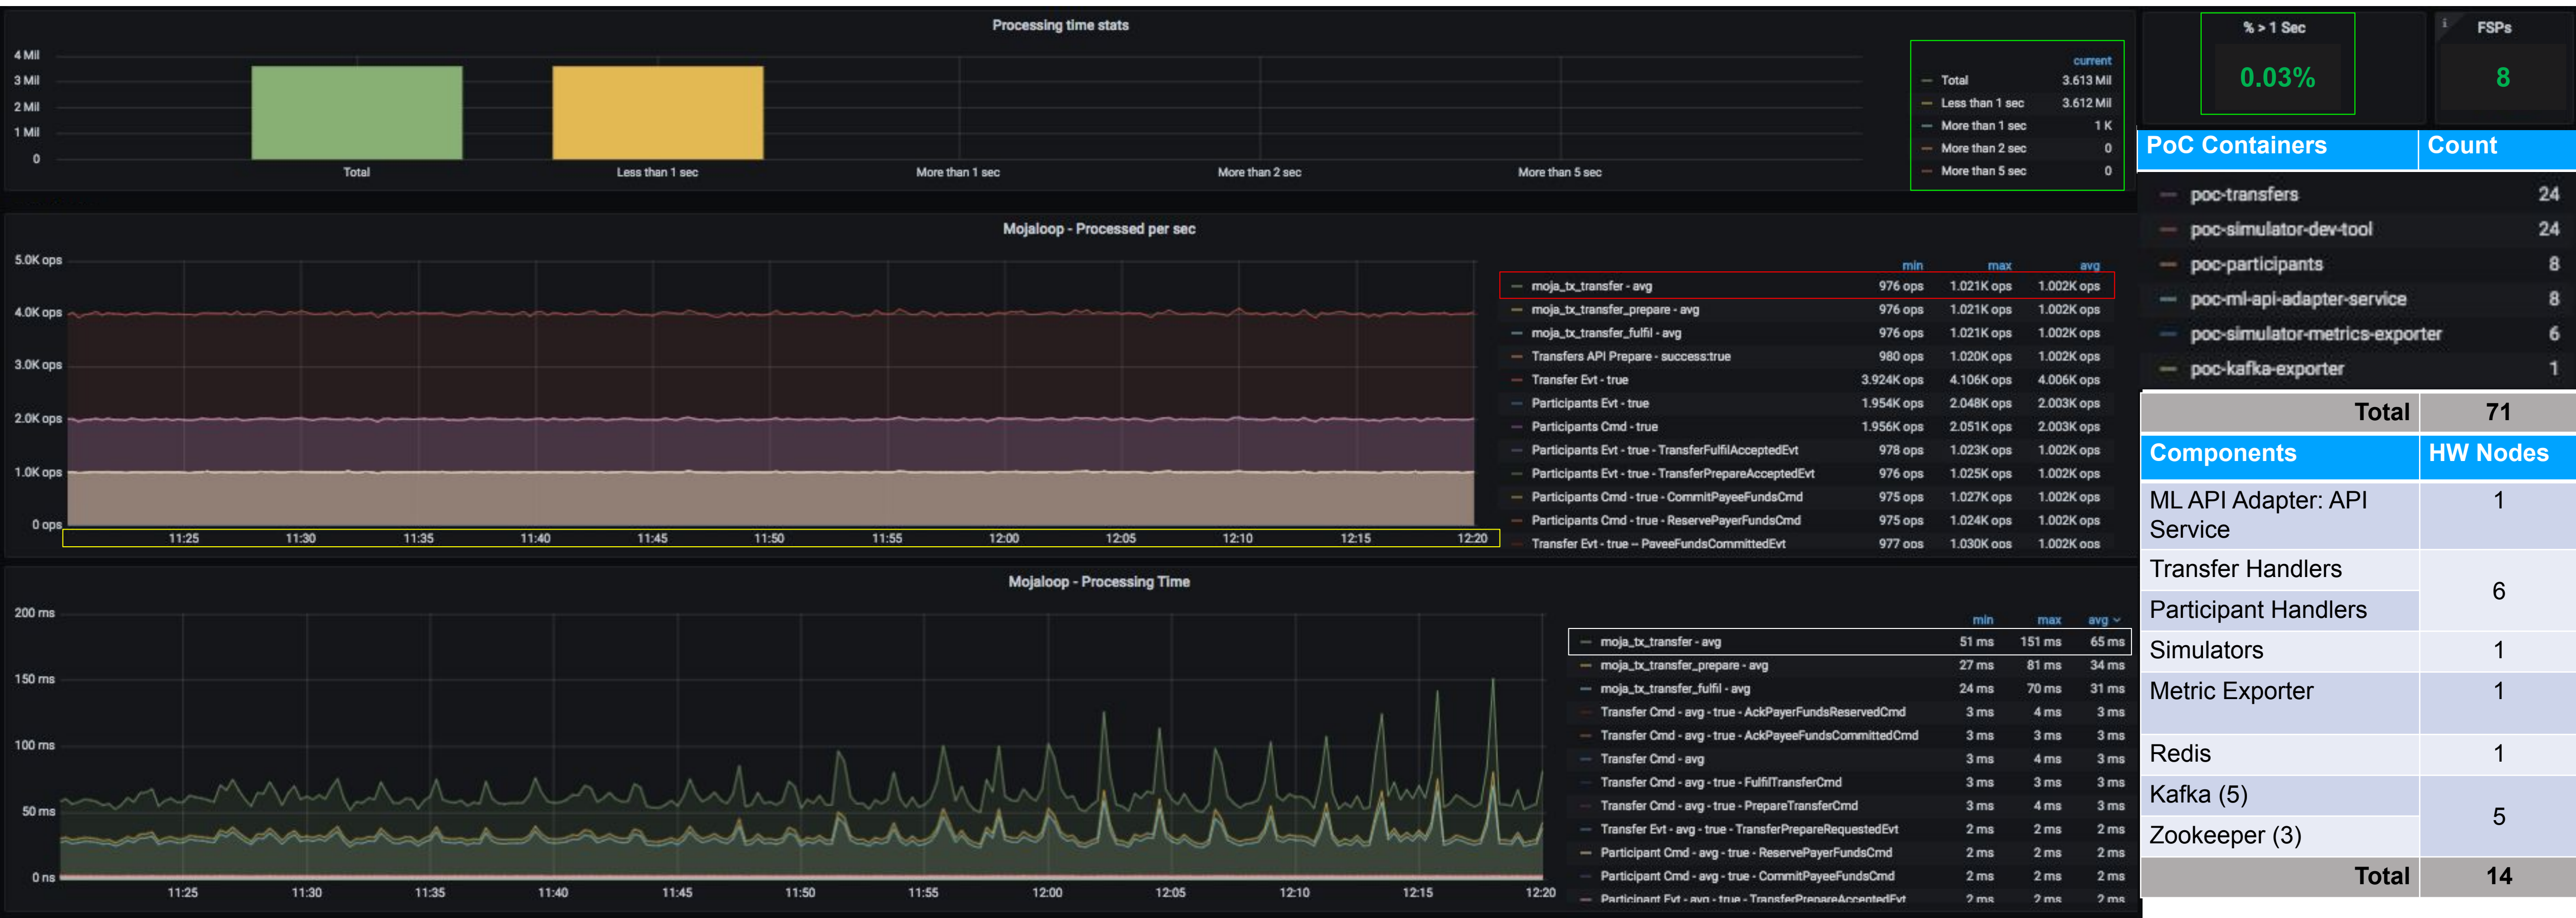 Processing time stats
4 Mil
3 Mil
2 Mil
1 Mil
0
Total
Less than 1 sec
More than 1 sec
More than 2 sec
More than 5 sec
current
Total 3.613 Mil
Less than 1 sec 3.612 Mil
More than 1 sec 1 K
More than 2 sec 0
More than 5 sec 0
% > 1 Sec
0.03%
i
FSPs
8
PoC Containers Count
poc-transfers 24
poc-simulator-dev-tool 24
poc-participants 8
poc-ml-api-adapter-service 8
poc-simulator-metrics-exporter 6
poc-kafka-exporter 1
Total 71
Components HW Nodes
ML API Adapter: API 1
Service
Transfer Handlers
6
Participant Handlers
Simulators 1
Metric Exporter 1
Redis 1
Kafka (5)
5
Zookeeper (3)
Total 14
Mojaloop - Processed per sec
5.0K ops
4.0K ops
3.0K ops
2.0K ops
1.0K ops
0 ops
11:25 11:30 11:35 11:40 11:45 11:50 11:55 12:00 12:05 12:10 12:15 12:20
min max avg
moja_tx_transfer - avg 976 ops 1.021K ops 1.002K ops
moja_tx_transfer_prepare - avg 976 ops 1.021K ops 1.002K ops
moja_tx_transfer_fulfil - avg 976 ops 1.021K ops 1.002K ops
Transfers API Prepare - success:true 980 ops 1.020K ops 1.002K ops
Transfer Evt - true 3.924K ops 4.106K ops 4.006K ops
Participants Evt - true 1.954K ops 2.048K ops 2.003K ops
Participants Cmd - true 1.956K ops 2.051K ops 2.003K ops
Participants Evt - true - TransferFulfilAcceptedEvt 978 ops 1.023K ops 1.002K ops
Participants Evt - true - TransferPrepareAcceptedEvt 976 ops 1.025K ops 1.002K ops
Participants Cmd - true - CommitPayeeFundsCmd 975 ops 1.027K ops 1.002K ops
Participants Cmd - true - ReservePayerFundsCmd 975 ops 1.024K ops 1.002K ops
Transfer Evt - true -- PayeeFundsCommittedEvt 977 ops 1.030K ops 1.002K ops
Mojaloop - Processing Time
200 ms
150 ms
100 ms
50 ms
0 ns
11:25 11:30 11:35 11:40 11:45 11:50 11:55 12:00 12:05 12:10 12:15 12:20
min max avg
moja_tx_transfer - avg 51 ms 151 ms 65 ms
moja_tx_transfer_prepare - avg 27 ms 81 ms 34 ms
moja_tx_transfer_fulfil - avg 24 ms 70 ms 31 ms
Transfer Cmd - avg - true - AckPayerFundsReservedCmd 3 ms 4 ms 3 ms
Transfer Cmd - avg - true - AckPayeeFundsCommittedCmd 3 ms 3 ms 3 ms
Transfer Cmd - avg 3 ms 4 ms 3 ms
Transfer Cmd - avg - true - FulfilTransferCmd 3 ms 3 ms 3 ms
Transfer Cmd - avg - true - PrepareTransferCmd 3 ms 4 ms 3 ms
Transfer Evt - avg - true - TransferPrepareRequestedEvt 2 ms 2 ms 2 ms
Participant Cmd - avg - true - ReservePayerFundsCmd 2 ms 2 ms 2 ms
Participant Cmd - avg - true - CommitPayeeFundsCmd 2 ms 2 ms 2 ms
Participant Evt - avg - true - TransferPrepareAcceptedEvt 2 ms 2 ms 2 ms